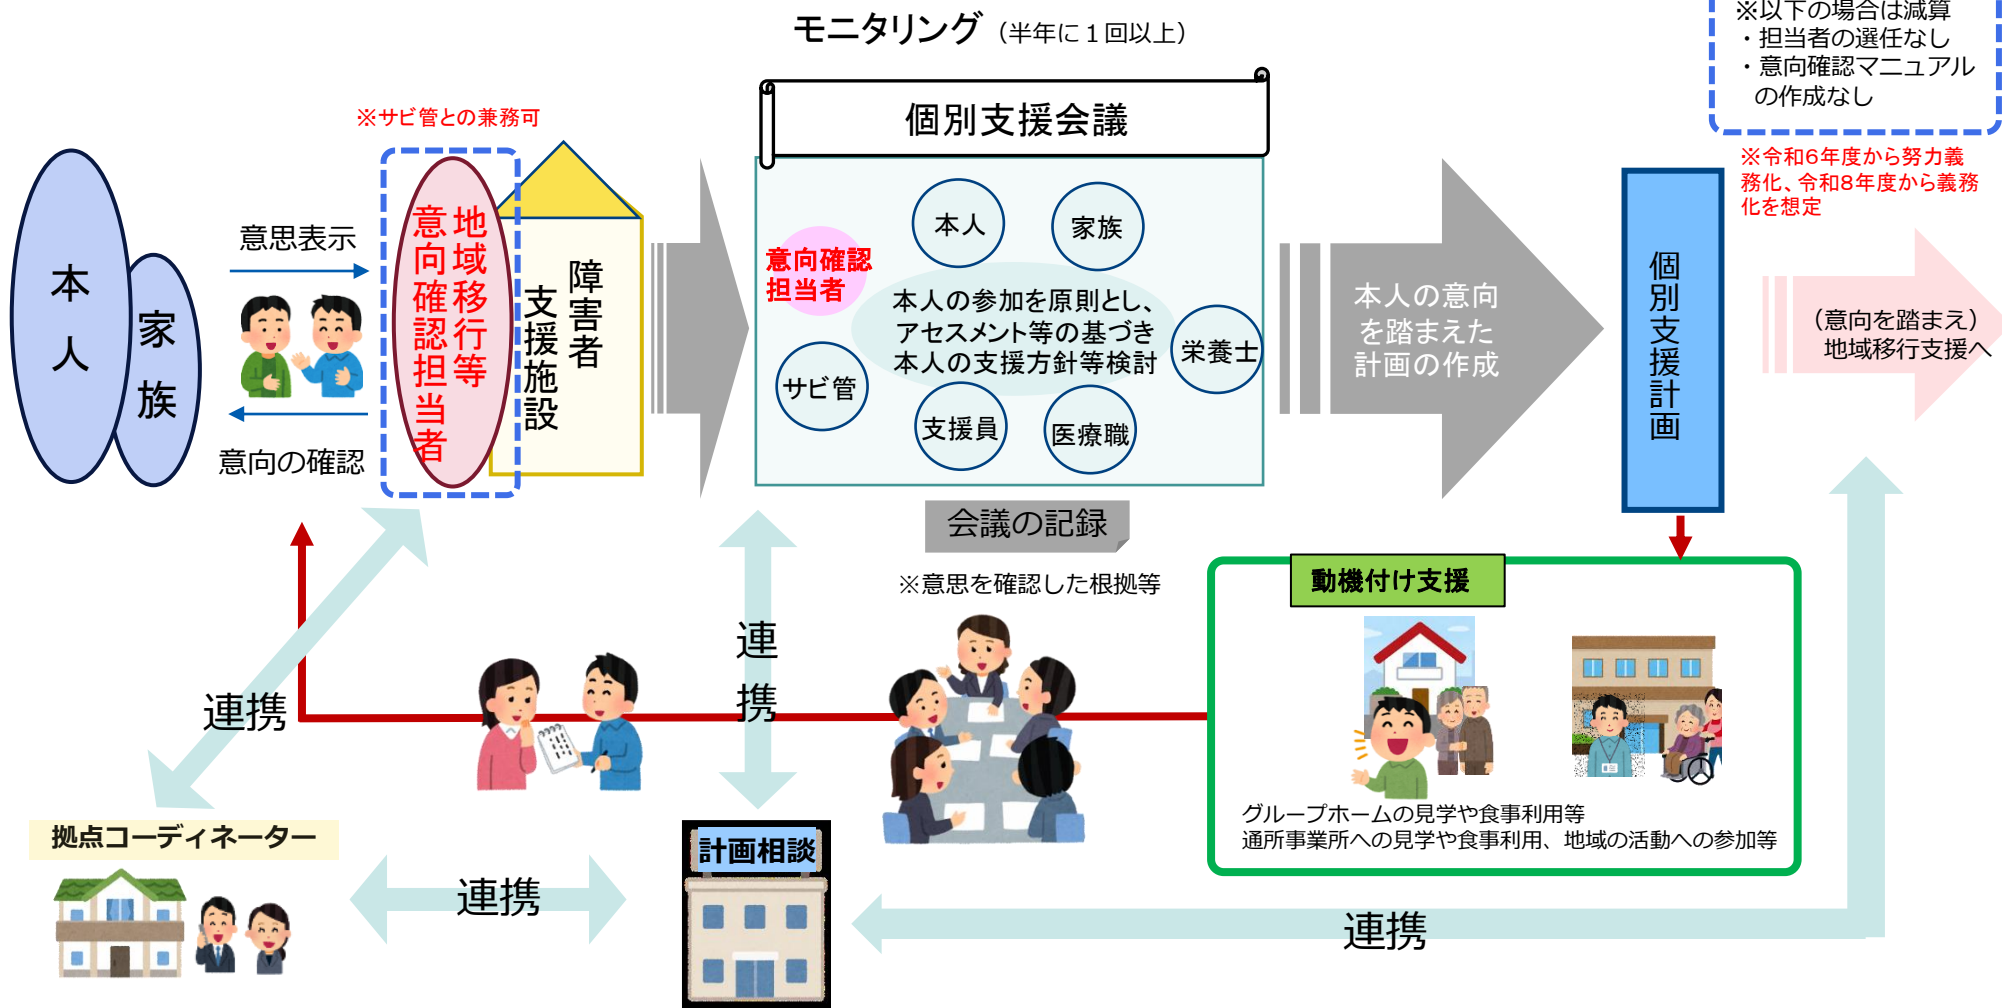 モニタリング（半年に１回以上）
※以下の場合は減算
・担当者の選任なし
・意向確認マニュアル
の作成なし
※令和6年度から努力義
務化、令和8年度から義務
化を想定
※サビ管との兼務可
本人
家族
意思表示
意向の確認
地域移行等
意向確認担当者
障害者
支援施設
個別支援会議
意向確認
担当者
本人
家族
本人の参加を原則とし、
アセスメント等の基づき
本人の支援方針等検討
サビ管
栄養士
支援員
医療職
本人の意向
を踏まえた
計画の作成
個別支援計画
（意向を踏まえ）
地域移行支援へ
会議の記録
※意思を確認した根拠等
動機付け支援
グループホームの見学や食事利用等
通所事業所への見学や食事利用、地域の活動への参加等
連携
連携
拠点コーディネーター
計画相談
連携
連携